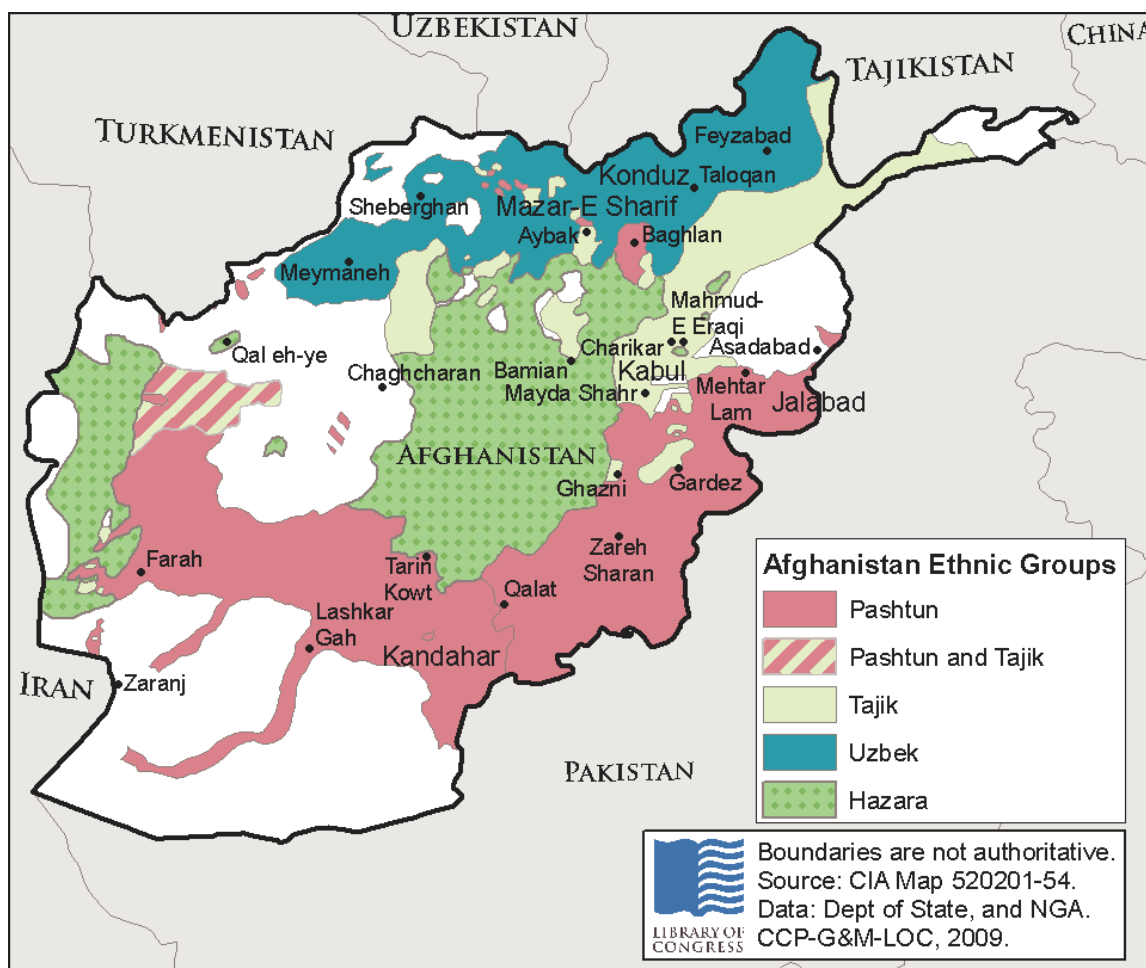 UZBEKISTAN
CHINA
TAJIKISTAN
TURKMENISTAN
Feyzabad
Konduz
Taloqan
Sheberghan
Mazar-E Sharif
Aybak
Baghlan
Meymaneh
Mahmud-
E Eraqi
Qal eh-ye
Charikar
Asadabad
Chaghcharan
Bamian
Kabul
Mayda Shahr
Mehtar
Lam
Jalabad
AFGHANISTAN
Ghazni
Gardez
Farah
Tarin
Kowt
Zareh
Sharan
Qalat
Lashkar
Gah
Kandahar
IRAN
Zaranj
PAKISTAN
Afghanistan Ethnic Groups
Pashtun
Pashtun and Tajik
Tajik
Uzbek
Hazara
LIBRARY OF
CONGRESS
Boundaries are not authoritative.
Source: CIA Map 520201-54.
Data: Dept of State, and NGA.
CCP-G&M-LOC, 2009.